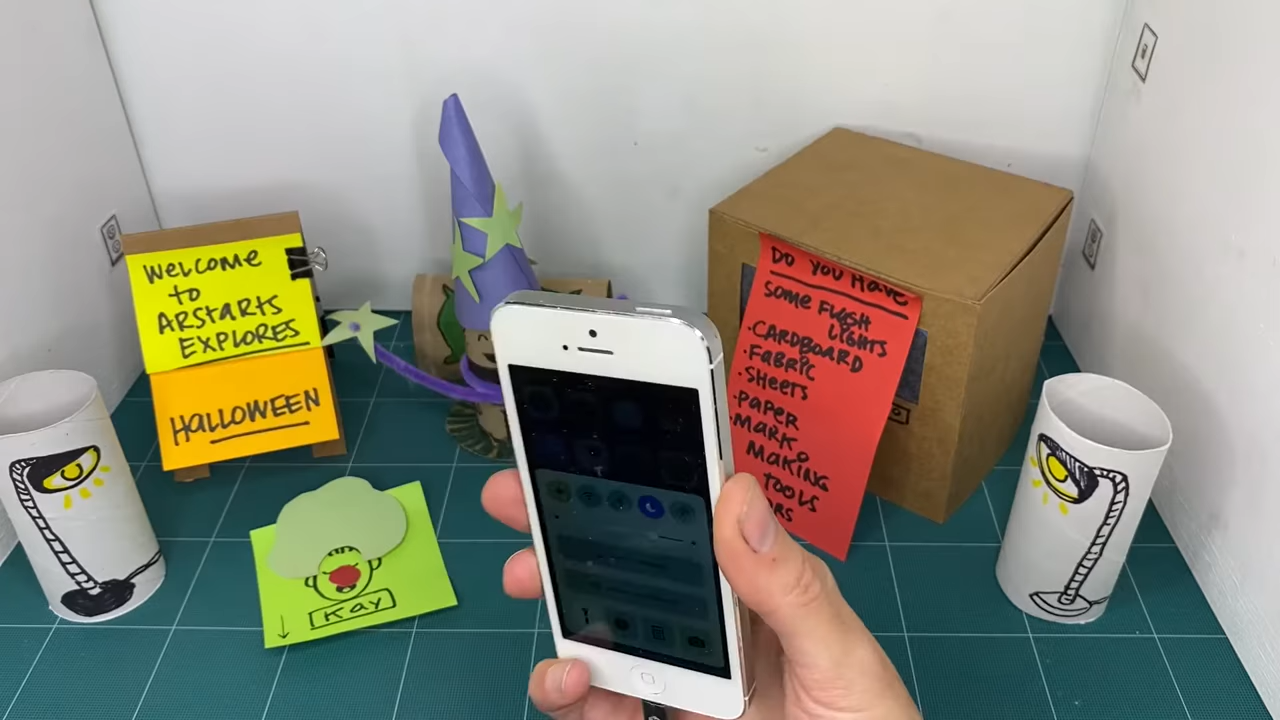 Welcome
to
ARSTARTS
EXPLORES
HALLOWEEN
Kay
DO YOU HAVE
SOME FLASH
LIGHTS
• CARDBOARD
• FABRIC
• SHEETS
• PAPER
• MARK
MAKING
TOOLS